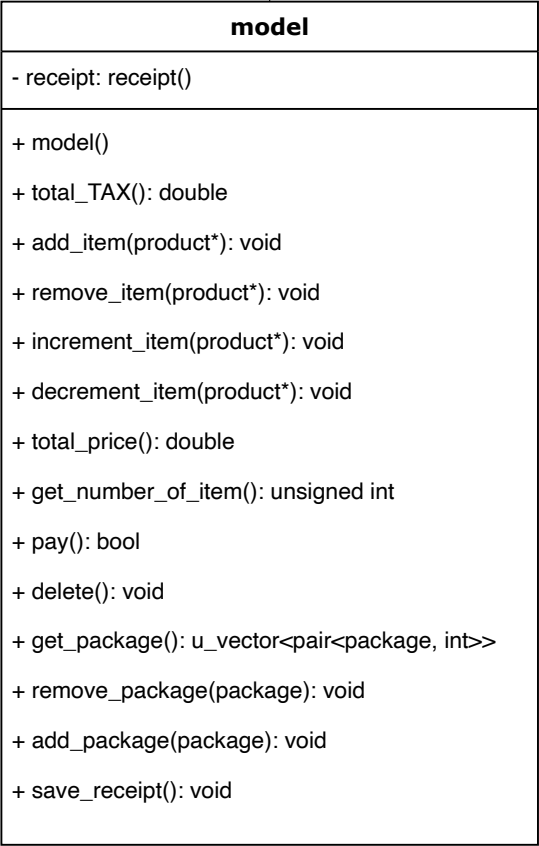 model
- receipt: receipt()
+ model()
+ total_TAX(): double
+ add_item(product*): void
+ remove_item(product*): void
+ increment_item(product*): void
+ decrement_item(product*): void
+ total_price(): double
+ get_number_of_item(): unsigned int
+ pay(): bool
+ delete(): void
+ get_package(): u_vector<pair<package, int>>
+ remove_package(package): void
+ add_package(package): void
+ save_receipt(): void